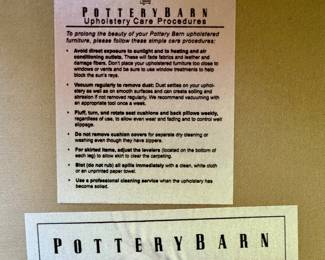 POTTERY BARN
Upholstery Care Procedures
To prolong the beauty of your Pottery Barn upholstered
furniture, please follow these simple care procedures:
• Avoid direct exposure to sunlight and to heating and air
conditioning outlets. These will fade fabrics and leather and
damage fibers. Don't place your upholstered furniture too close to
windows or vents and be sure to use window treatments to help
block the sun's rays.
• Vacuum regularly to remove dust: Dust settles on your uphol-
stery as well as on smooth surfaces and can create soiling and
abrasion if not removed regularly. We recommend vacuuming with
an appropriate tool once a week.
• Fluff, turn, and rotate seat cushions and back pillows weekly,
regardless of use, to allow even wear and fading and to control welt
slippage.
• Do not remove cushion covers for separate dry cleaning or
washing even though they have zippers.
• For skirted items, adjust the levelers (located on the bottom of
each leg) to allow skirt to clear the carpeting.
• Blot (do not rub) all spills immediately with a clean, white cloth
or an unprinted paper towel.
• Use a professional cleaning service when the upholstery has
become soiled.
POTTERY BARN